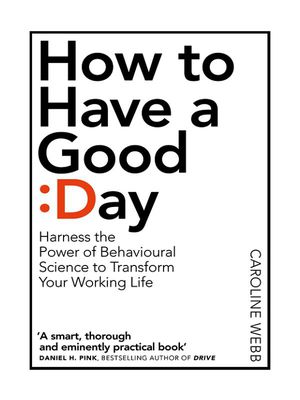 How to
Have a
Good
:Day
Harness the
Power of Behavioural
Science to Transform
Your Working Life
CAROLINE WEBB
'A smart, thorough
and eminently practical book'
DANIEL H. PINK, BESTSELLING AUTHOR OF DRIVE